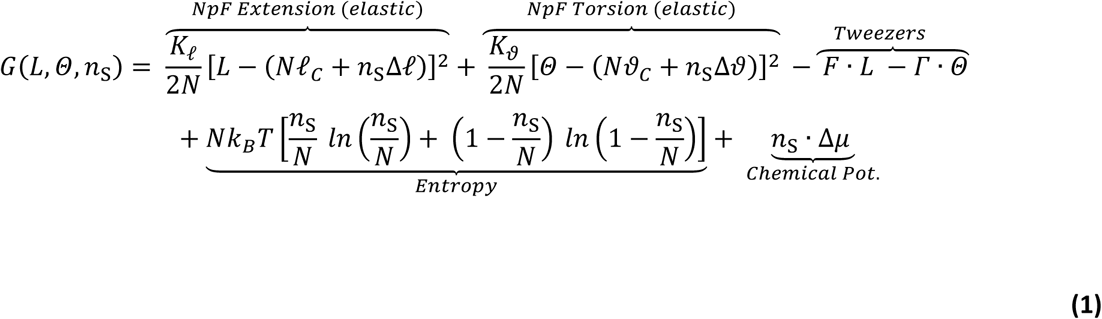 NpF Extension (elastic) NpF Torsion (elastic) Tweezers
G(L, Θ, n_S) = K_ℓ/2N [L − (Nℓ_C + n_SΔℓ)]² + K_ϑ/2N [Θ − (Nϑ_C + n_SΔϑ)]² − F · L − Γ · Θ
+ Nk_BT [n_S/N ln (n_S/N) + (1 − n_S/N) ln (1 − n_S/N)] + n_S · Δμ
Entropy Chemical Pot.
(1)